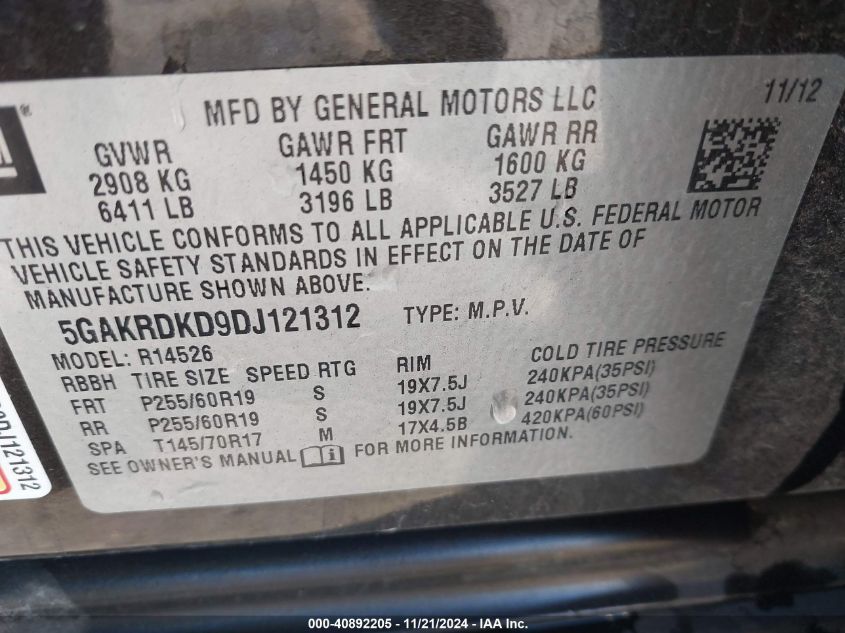 MFD BY GENERAL MOTORS LLC 11/12
M ®
GVWR GAWR FRT GAWR RR
2908 KG 1450 KG 1600 KG
6411 LB 3196 LB 3527 LB
THIS VEHICLE CONFORMS TO ALL APPLICABLE U.S. FEDERAL MOTOR
VEHICLE SAFETY STANDARDS IN EFFECT ON THE DATE OF
MANUFACTURE SHOWN ABOVE.
5GAKRDKD9DJ121312 TYPE: M.P.V.
MODEL: R14526
RBBH TIRE SIZE SPEED RTG RIM COLD TIRE PRESSURE
FRT P255/60R19 S 19X7.5J 240KPA(35PSI)
RR P255/60R19 S 19X7.5J 240KPA(35PSI)
SPA T145/70R17 M 17X4.5B 420KPA(60PSI)
SEE OWNER'S MANUAL FOR MORE INFORMATION.
DJ121312
000-40892205 - 11/21/2024 - IAA Inc.